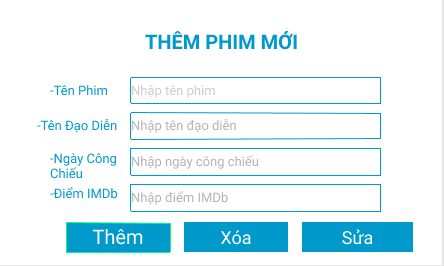 THÊM PHIM MỚI
-Tên Phim Nhập tên phim
-Tên Đạo Diễn Nhập tên đạo diễn
-Ngày Công Chiếu Nhập ngày công chiếu
-Điểm IMDb Nhập điểm IMDb
Thêm Xóa Sửa